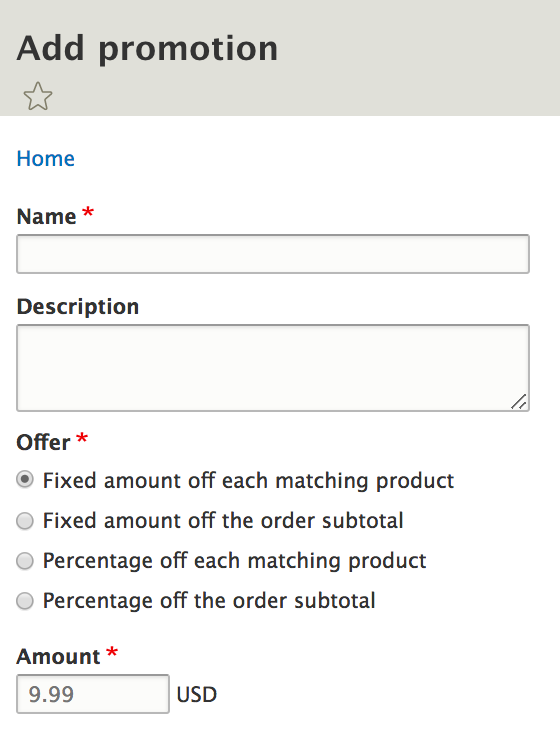 Add promotion
Home
Name *
Description
Offer *
Fixed amount off each matching product
Fixed amount off the order subtotal
Percentage off each matching product
Percentage off the order subtotal
Amount *
9.99 USD